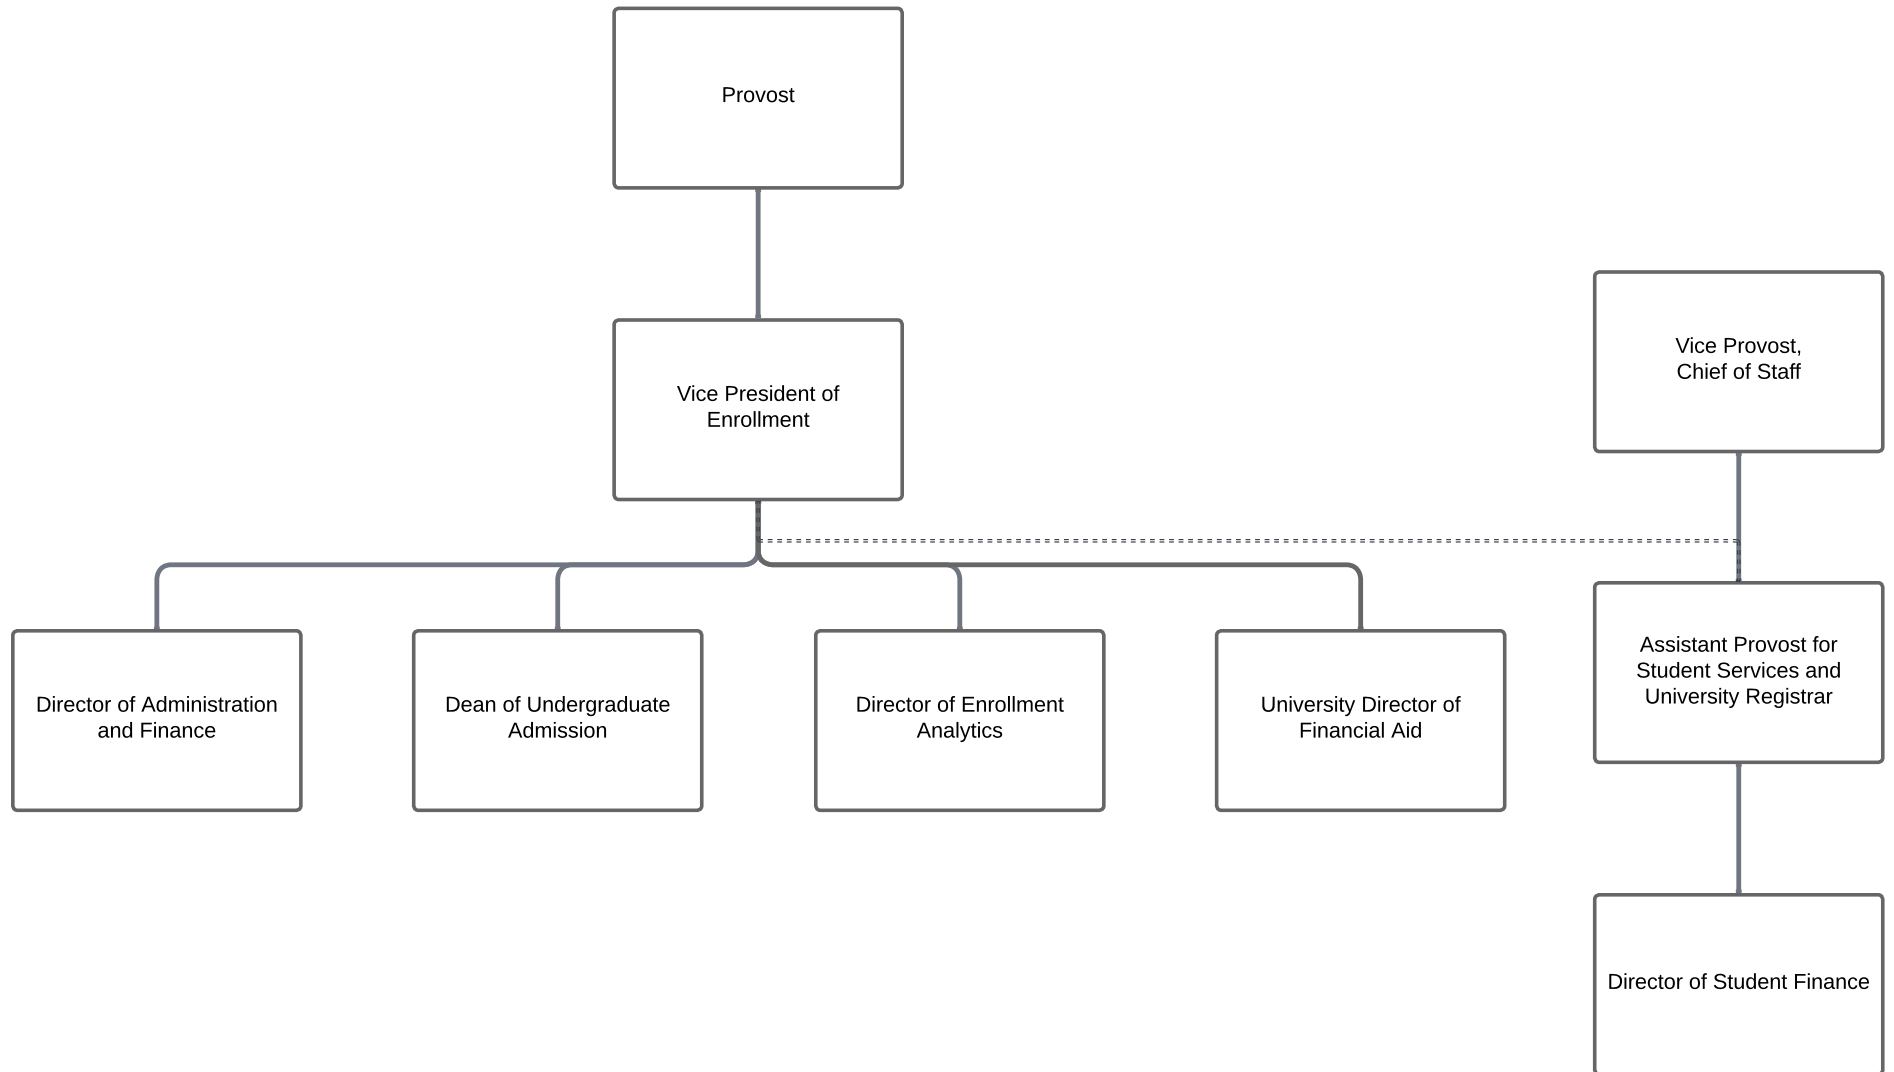 Provost
Vice President of
Enrollment
Vice Provost,
Chief of Staff
Director of Administration
and Finance
Dean of Undergraduate
Admission
Director of Enrollment
Analytics
University Director of
Financial Aid
Assistant Provost for
Student Services and
University Registrar
Director of Student Finance